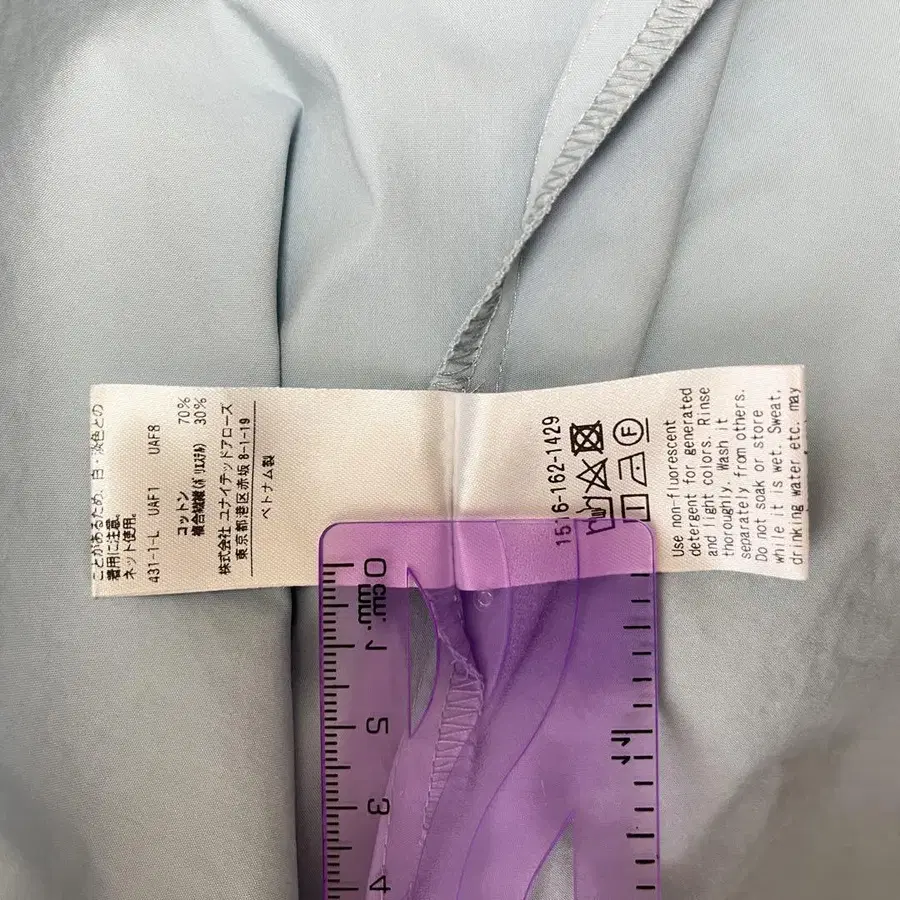 ことがあるため、白・淡色との
着用に注意。
ネット使用。
431-1-L UAF1 UAF8
コットン 70%
複合繊維(ポリエステル) 30%
株式会社 ユナイテッドアローズ
東京都港区赤坂 8-1-19
ベトナム製
1516-162-1429
Use non-fluorescent
detergent for generated
and light colors. Rinse
thoroughly. Wash it
separately from others.
Do not soak or store
while it is wet. Sweat,
drinking water etc. may
0
1
5
3
4